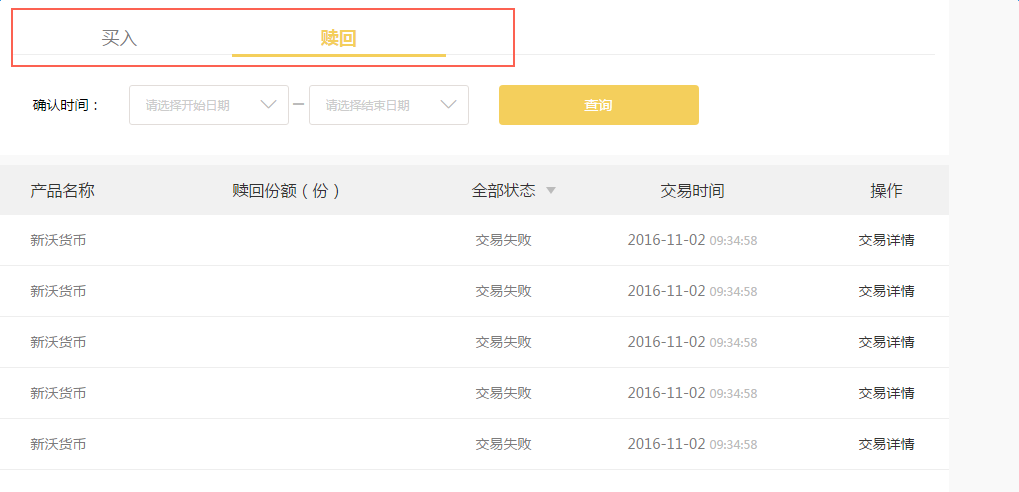 买入 赎回
确认时间： 请选择开始日期 — 请选择结束日期 查询
产品名称 赎回份额（份） 全部状态 交易时间 操作
新沃货币 交易失败 2016-11-02 09:34:58 交易详情
新沃货币 交易失败 2016-11-02 09:34:58 交易详情
新沃货币 交易失败 2016-11-02 09:34:58 交易详情
新沃货币 交易失败 2016-11-02 09:34:58 交易详情
新沃货币 交易失败 2016-11-02 09:34:58 交易详情